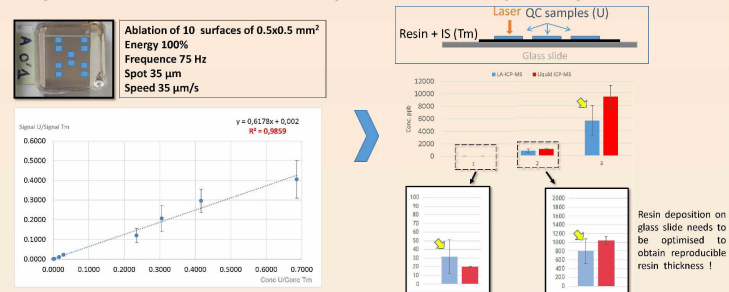 Ablation of 10 surfaces of 0.5x0.5 mm²
Energy 100%
Frequence 75 Hz
Spot 35 µm
Speed 35 µm/s
Laser QC samples (U)
Resin + IS (Tm)
Glass slide
Signal U/Signal Tm
y = 0,6178x + 0,002
R² = 0,9859
0.6000
0.5000
0.4000
0.3000
0.2000
0.1000
0.0000
0.0000 0.1000 0.2000 0.3000 0.4000 0.5000 0.6000 0.7000
Conc U/Conc Tm
LA-ICP-MS Liquid ICP-MS
Conc. ppb
12000
10000
8000
6000
4000
2000
0
1 2 3
100
90
80
70
60
50
40
30
20
10
0
2000
1800
1600
1400
1200
1000
800
600
400
200
0
Resin deposition on
glass slide needs to
be optimised to
obtain reproducible
resin thickness !